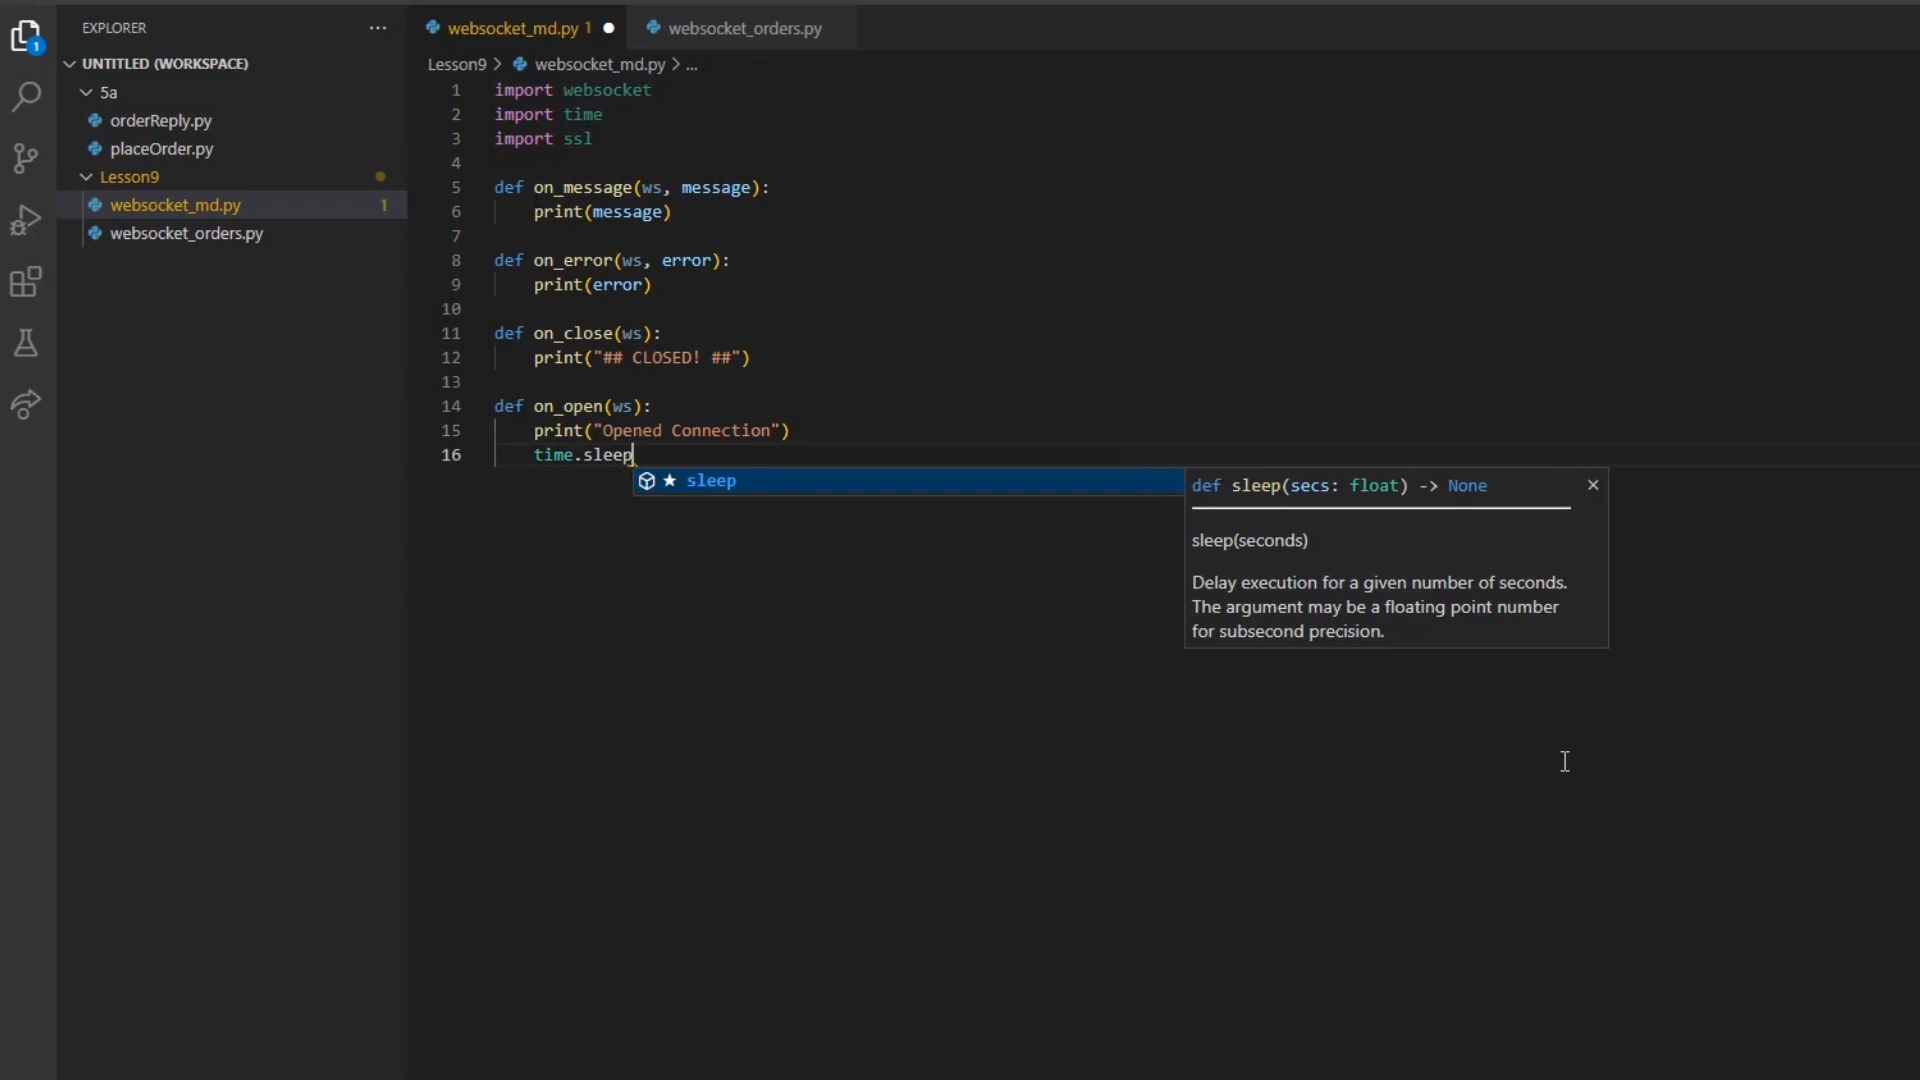 EXPLORER
UNTITLED (WORKSPACE)
5a
orderReply.py
placeOrder.py
Lesson9
websocket_md.py 1
websocket_orders.py
1
websocket_md.py 1
websocket_orders.py
Lesson9 > websocket_md.py > ...
1 import websocket
2 import time
3 import ssl
4
5 def on_message(ws, message):
6 print(message)
7
8 def on_error(ws, error):
9 print(error)
10
11 def on_close(ws):
12 print("## CLOSED! ##")
13
14 def on_open(ws):
15 print("Opened Connection")
16 time.sleep
sleep
def sleep(secs: float) -> None
sleep(seconds)
Delay execution for a given number of seconds.
The argument may be a floating point number
for subsecond precision.